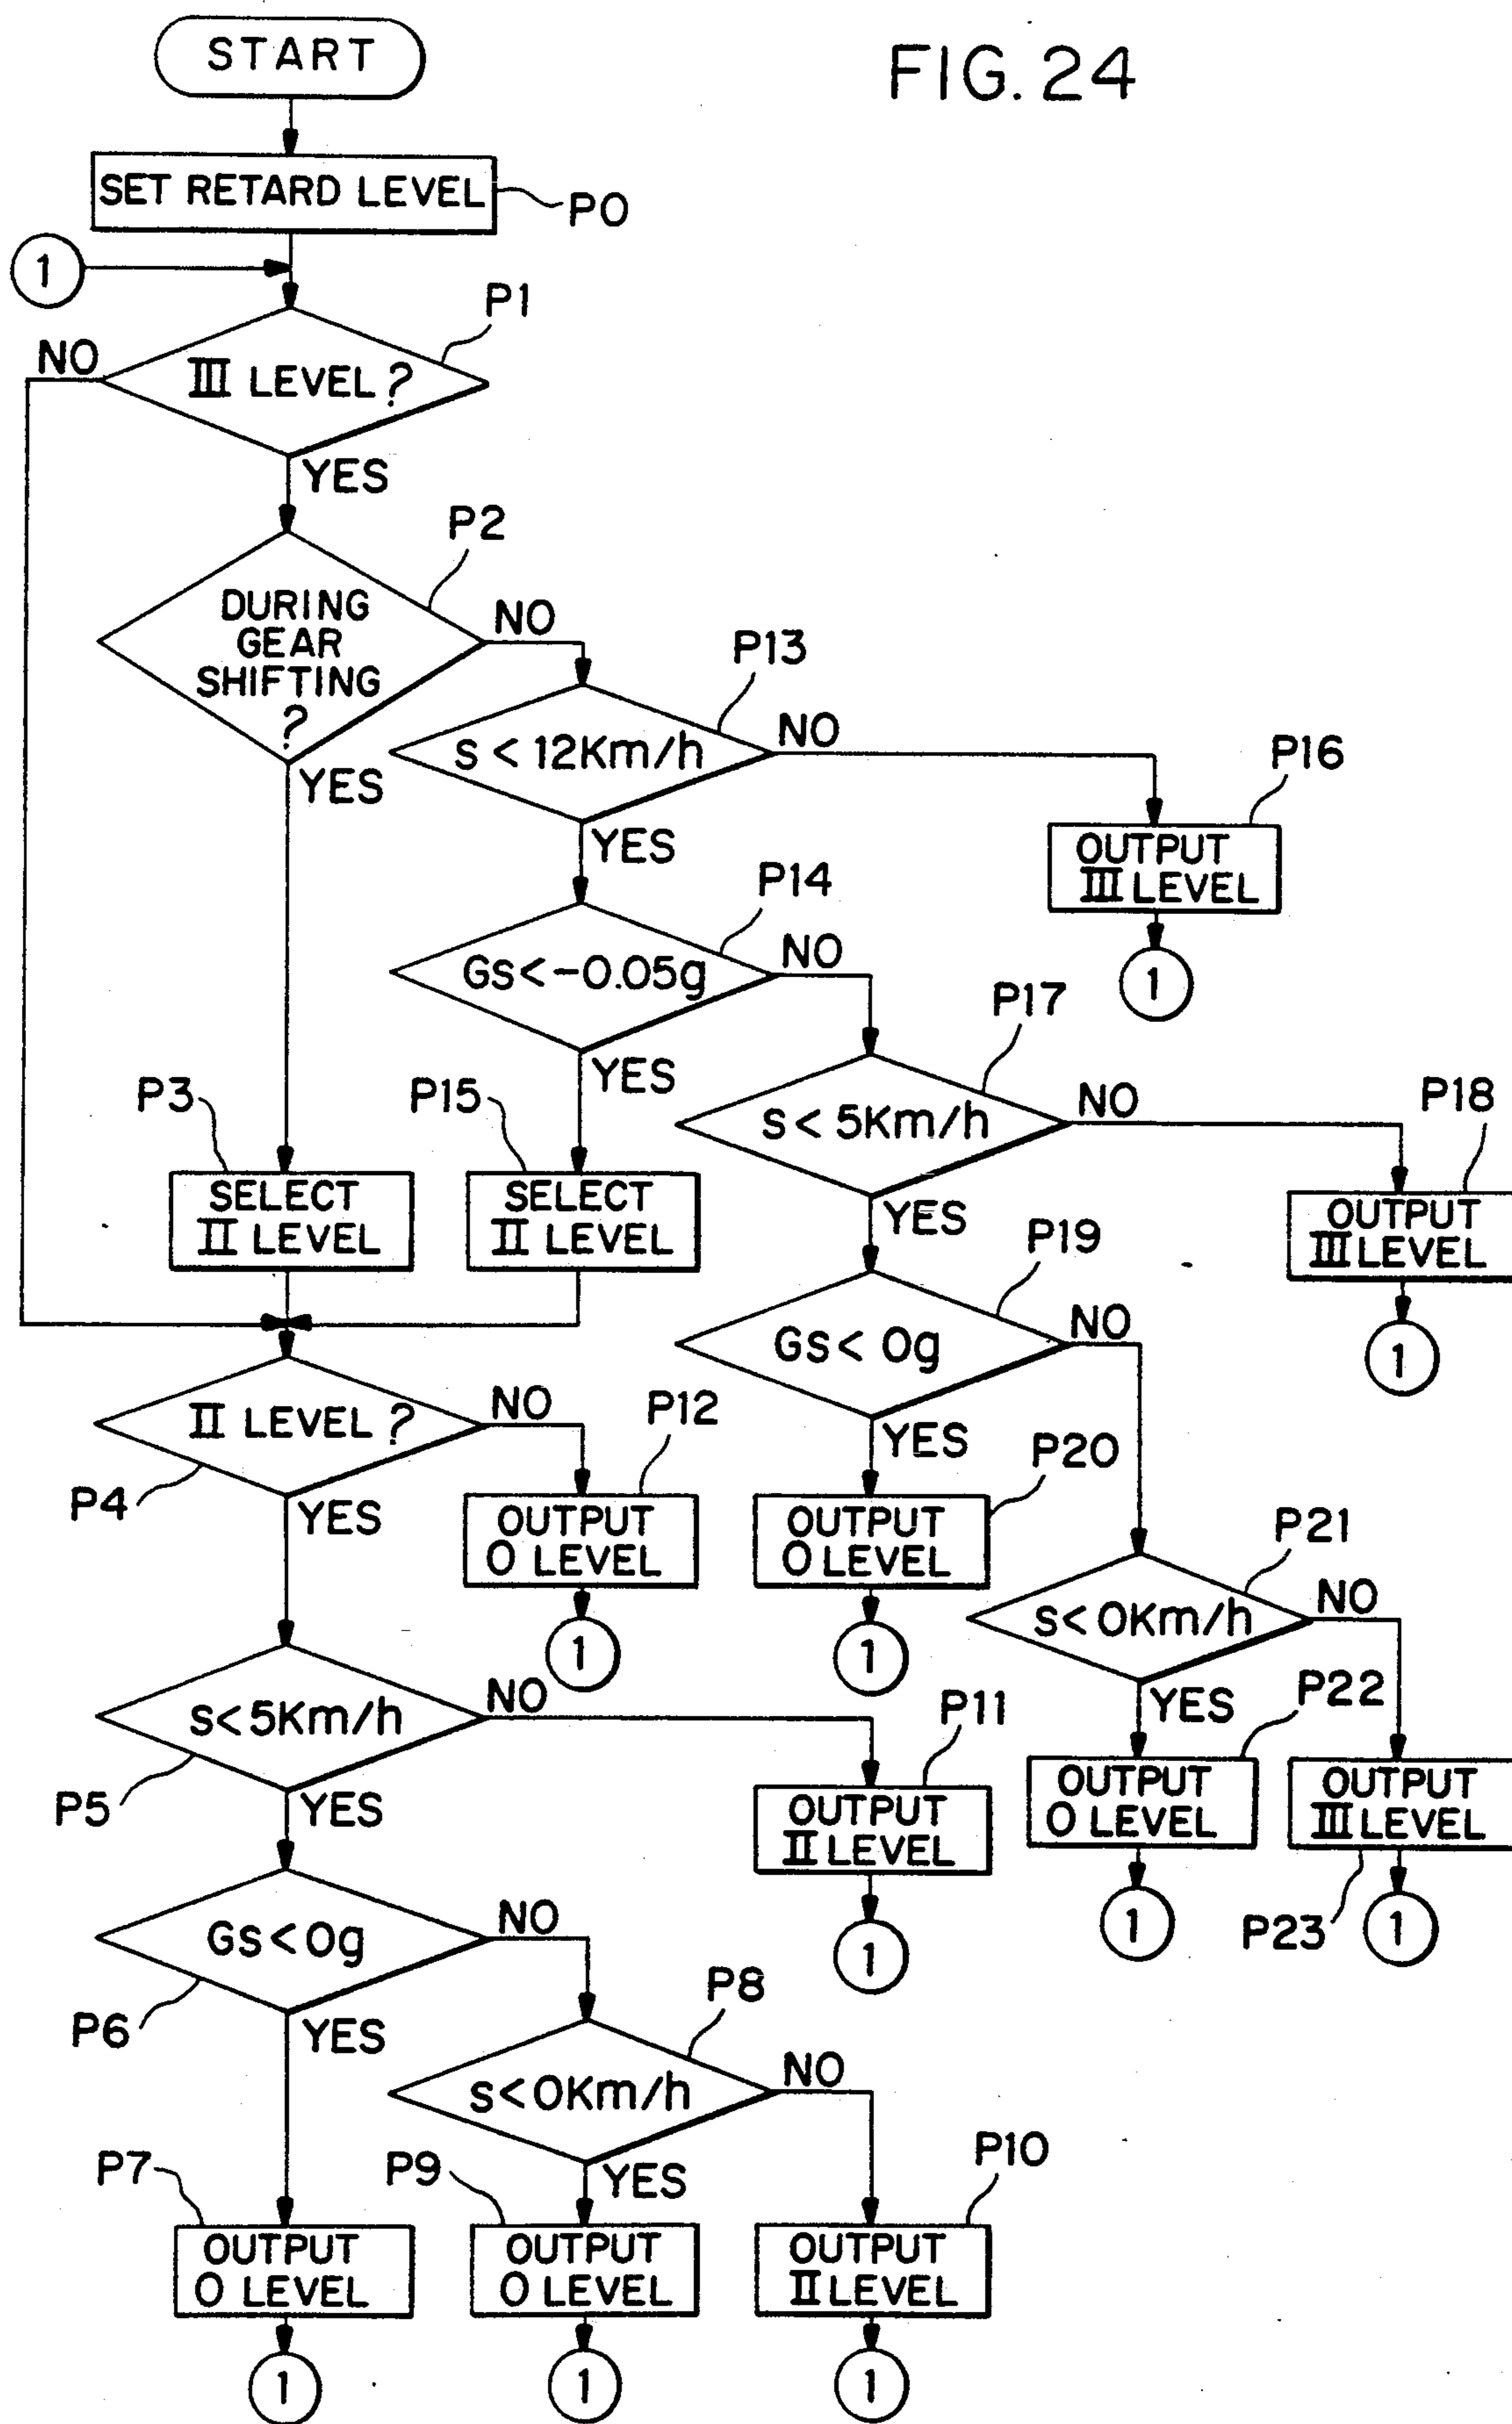 START
FIG. 24
SET RETARD LEVEL
P0
1
P1
NO
III LEVEL?
YES
P2
DURING
GEAR
SHIFTING
?
NO
YES
P13
s < 12Km/h
NO
YES
P16
OUTPUT
III LEVEL
1
P14
Gs < -0.05g
NO
YES
P17
s < 5Km/h
NO
YES
P18
OUTPUT
III LEVEL
1
P3
SELECT
II LEVEL
P15
SELECT
II LEVEL
P19
Gs < 0g
NO
YES
P4
II LEVEL?
NO
YES
P12
OUTPUT
0 LEVEL
1
P20
OUTPUT
0 LEVEL
1
P21
s < 0Km/h
NO
YES
P5
s < 5Km/h
NO
YES
P11
OUTPUT
II LEVEL
1
P22
OUTPUT
0 LEVEL
1
P23
OUTPUT
III LEVEL
1
P6
Gs < 0g
NO
YES
P8
s < 0Km/h
NO
YES
P7
OUTPUT
0 LEVEL
1
P9
OUTPUT
0 LEVEL
1
P10
OUTPUT
II LEVEL
1